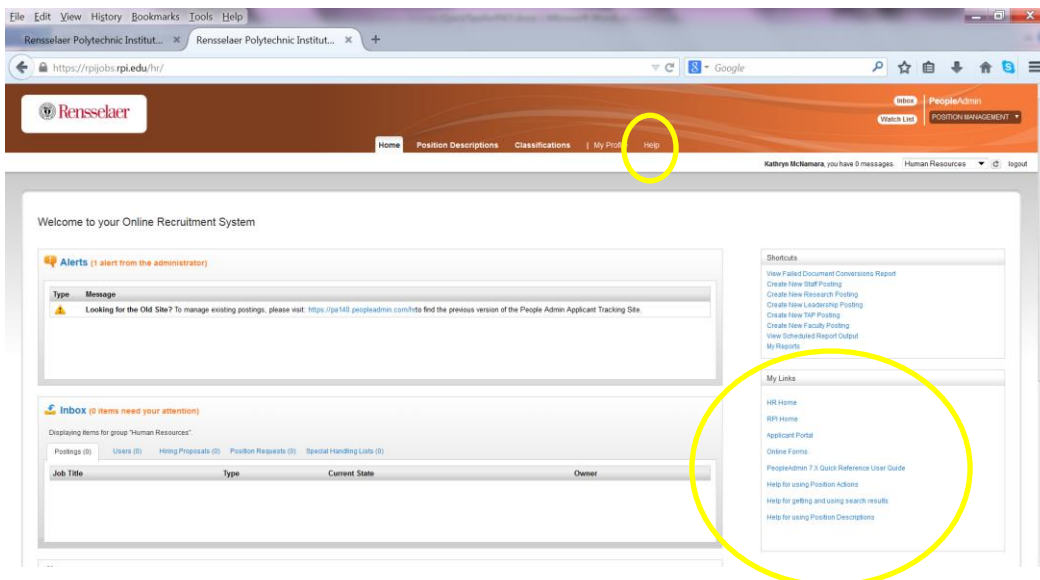 File Edit View History Bookmarks Tools Help
Rensselaer Polytechnic Institut... × Rensselaer Polytechnic Institut... × +
https://rpijobs.rpi.edu/hr/ 8 Google
Rensselaer
Inbox PeopleAdmin
Watch List POSITION MANAGEMENT
Home Position Descriptions Classifications | My Profile Help
Kathryn McNamara, you have 0 messages. Human Resources logout
Welcome to your Online Recruitment System
Alerts (1 alert from the administrator)
Type Message
Looking for the Old Site? To manage existing postings, please visit: https://pa140.peopleadmin.com/hr to find the previous version of the People Admin Applicant Tracking Site.
Inbox (0 items need your attention)
Displaying items for group "Human Resources".
Postings (0) Users (0) Hiring Proposals (0) Position Requests (0) Special Handling Lists (0)
Job Title Type Current State Owner
Shortcuts
View Failed Document Conversions Report
Create New Staff Posting
Create New Research Posting
Create New Leadership Posting
Create New TAP Posting
Create New Faculty Posting
View Scheduled Report Output
My Reports
My Links
HR Home
RPI Home
Applicant Portal
Online Forms
PeopleAdmin 7.X Quick Reference User Guide
Help for using Position Actions
Help for getting and using search results
Help for using Position Descriptions